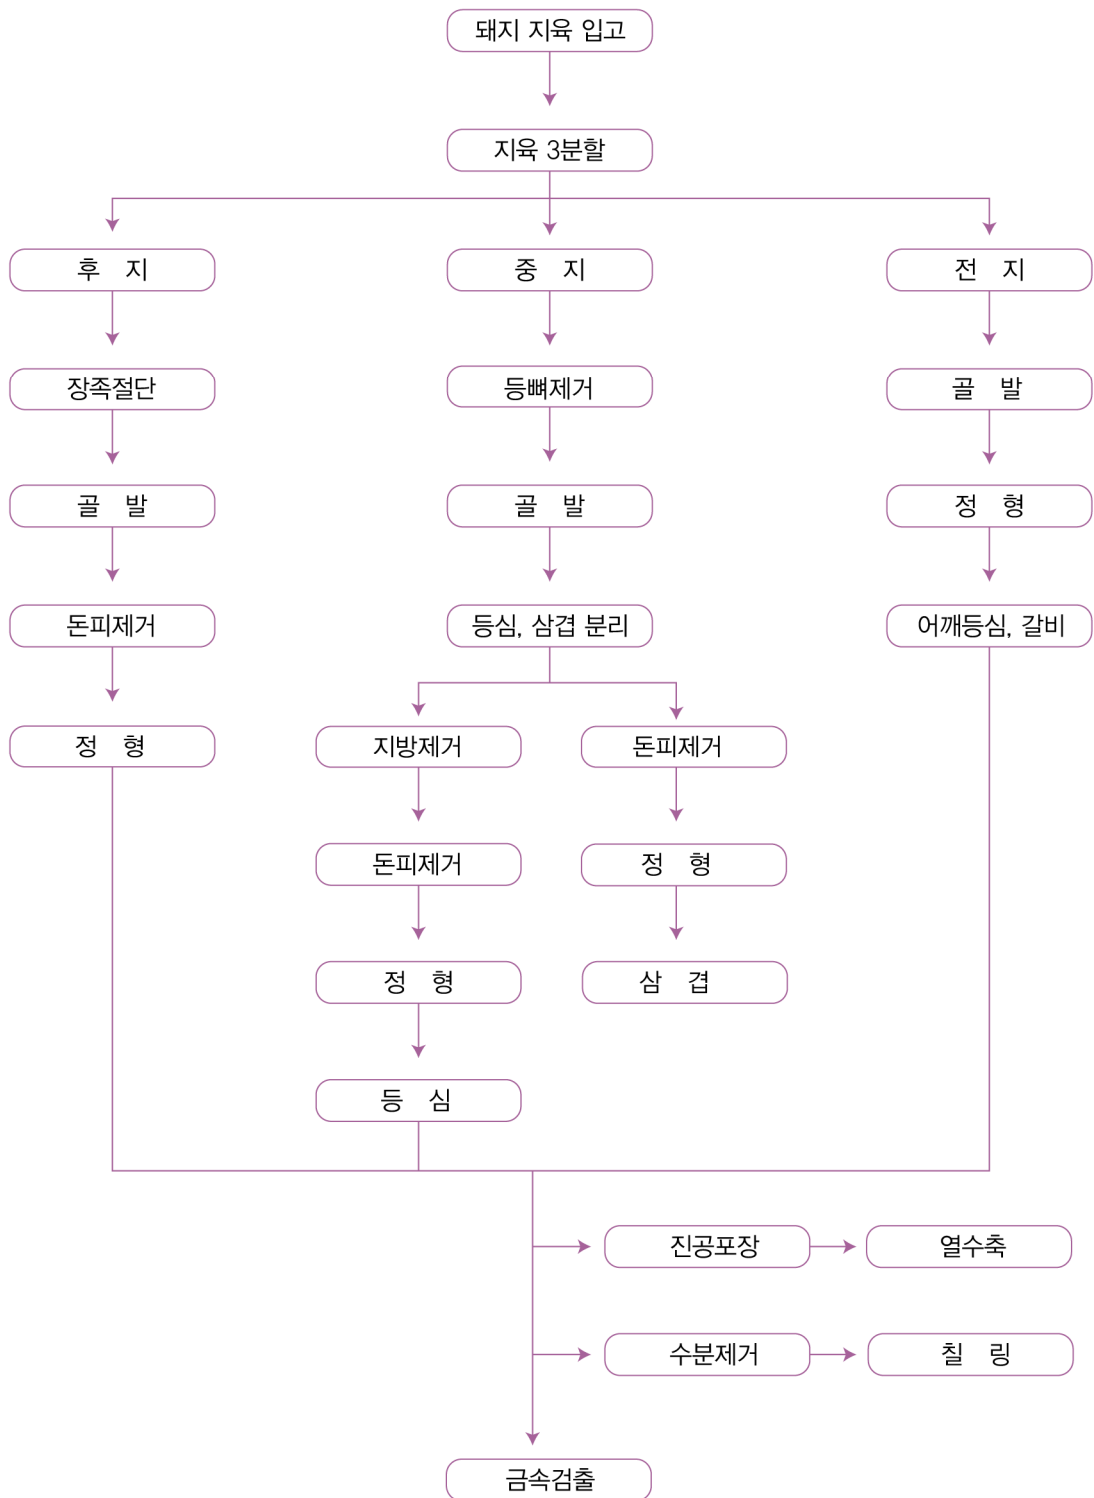 돼지 지육 입고
지육 3분할
후 지
중 지
전 지
장족절단
등뼈제거
골 발
골 발
골 발
정 형
돈피제거
등심, 삼겹 분리
어깨등심, 갈비
정 형
지방제거
돈피제거
돈피제거
정 형
정 형
삼 겹
등 심
진공포장
열수축
수분제거
칠 링
금속검출